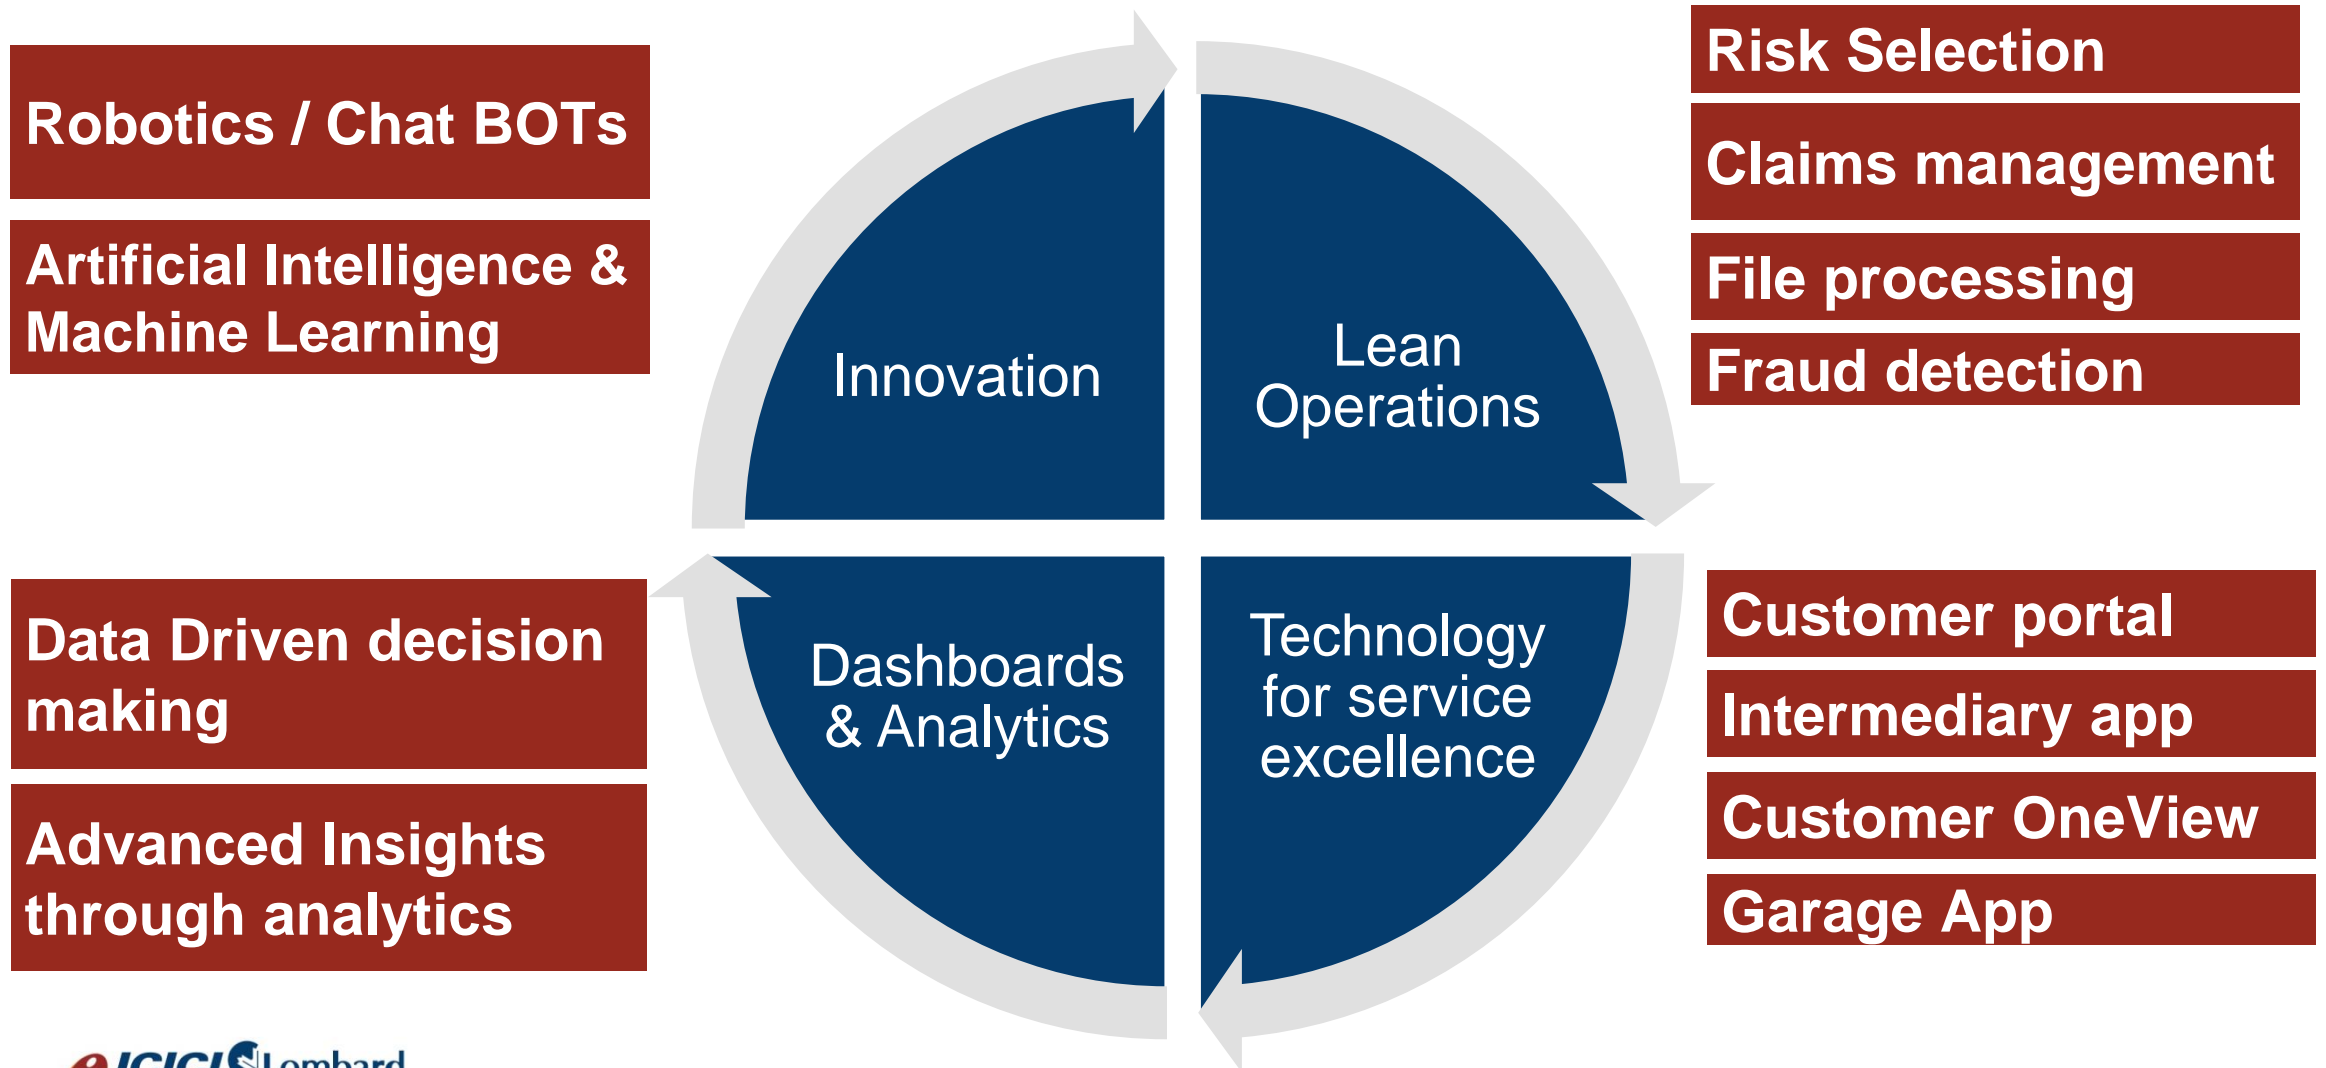 Robotics / Chat BOTs
Artificial Intelligence &
Machine Learning
Innovation
Lean
Operations
Risk Selection
Claims management
File processing
Fraud detection
Data Driven decision
making
Advanced Insights
through analytics
Dashboards
& Analytics
Technology
for service
excellence
Customer portal
Intermediary app
Customer OneView
Garage App
ICICI Lombard